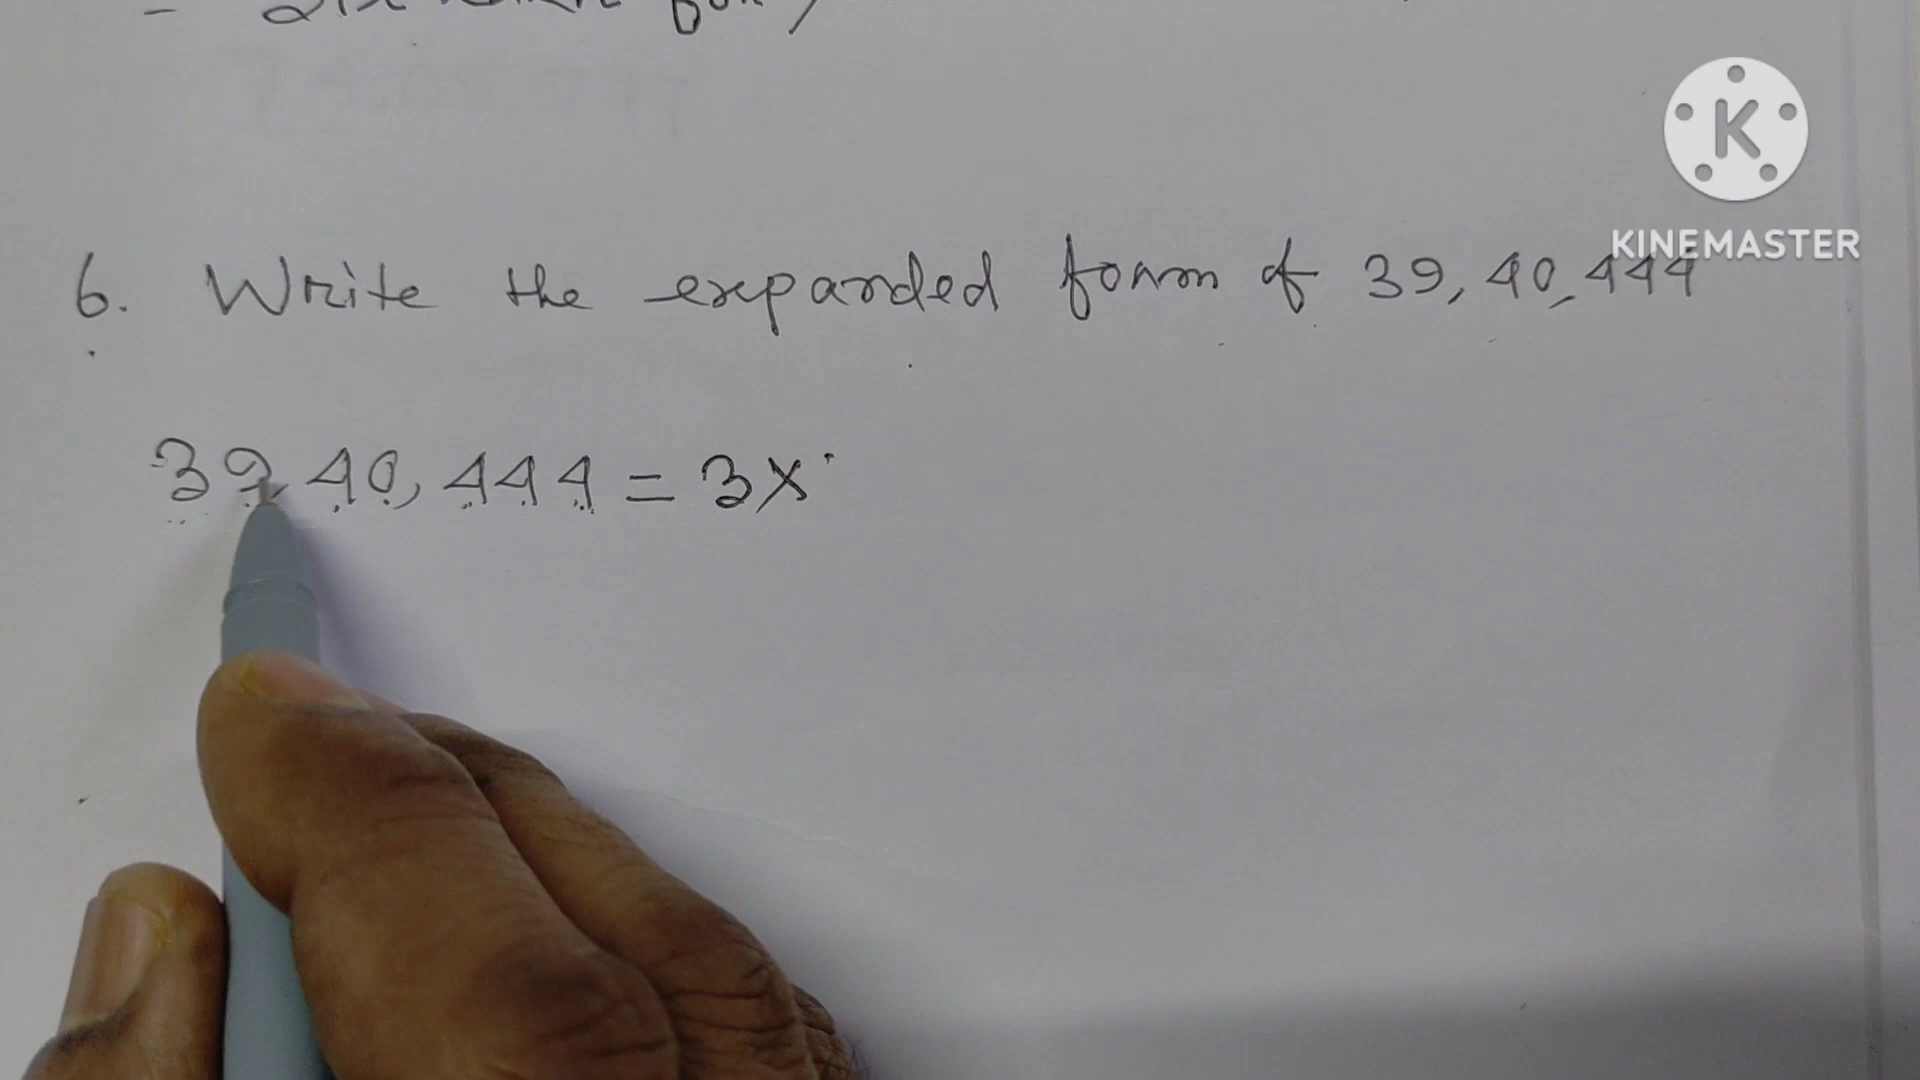 6. Write the expanded form of 39,40,444
39,40,444 = 3×
K
KINEMASTER